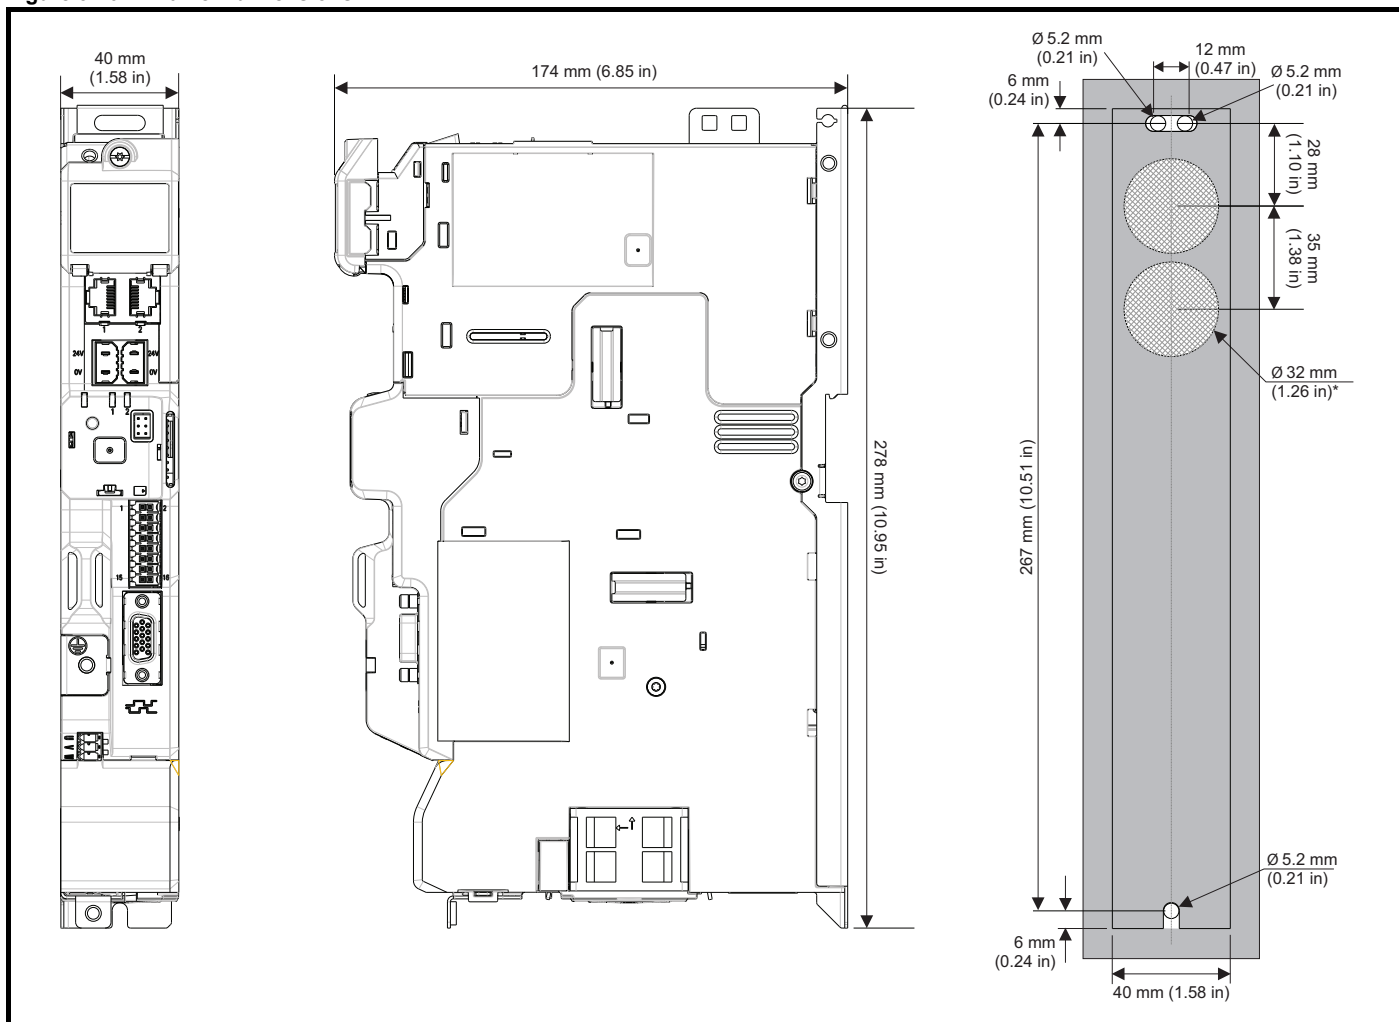 40 mm
(1.58 in)
1 2
24V 24V
0V 0V
1 2
1 2
15 16
174 mm (6.85 in)
278 mm (10.95 in)
Ø 5.2 mm
(0.21 in)
12 mm
(0.47 in)
Ø 5.2 mm
(0.21 in)
6 mm
(0.24 in)
28 mm
(1.10 in)
35 mm
(1.38 in)
Ø 32 mm
(1.26 in)*
267 mm (10.51 in)
Ø 5.2 mm
(0.21 in)
6 mm
(0.24 in)
40 mm (1.58 in)